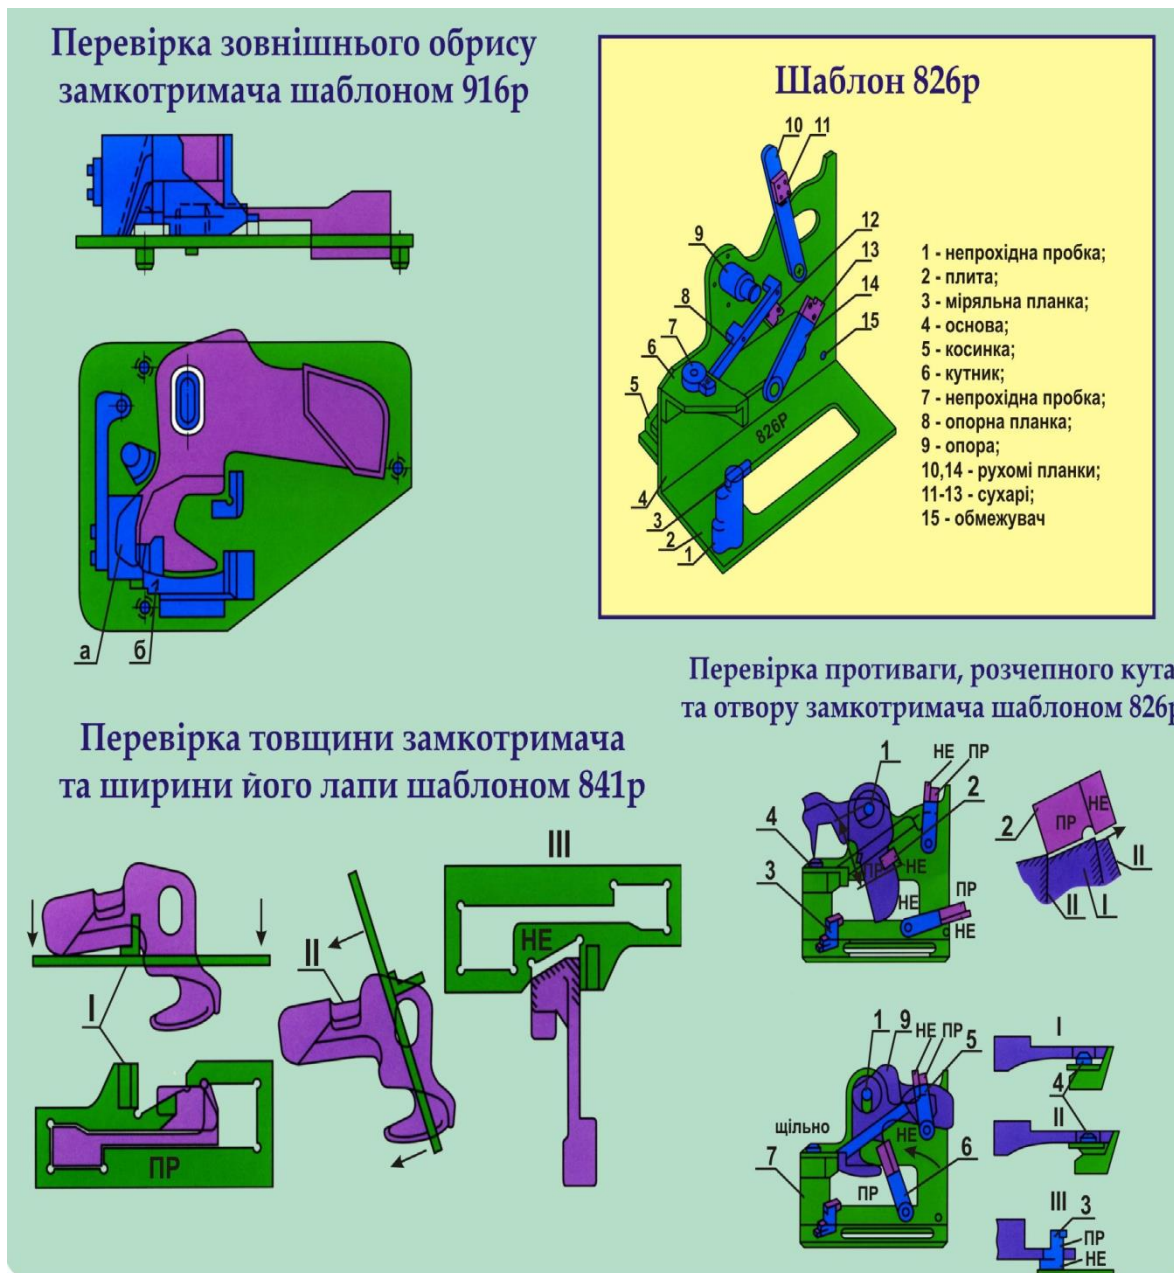 Перевірка зовнішнього обрису
замкотримача шаблоном 916р
а
б
Шаблон 826р
10
11
12
13
14
15
9
8
7
6
5
4
3
2
1
826Р
1 - непрохідна пробка;
2 - плита;
3 - міряльна планка;
4 - основа;
5 - косинка;
6 - кутник;
7 - непрохідна пробка;
8 - опорна планка;
9 - опора;
10,14 - рухомі планки;
11-13 - сухарі;
15 - обмежувач
Перевірка товщини замкотримача
та ширини його лапи шаблоном 841р
I
ПР
II
III
НЕ
Перевірка противаги, розчепного кута
та отвору замкотримача шаблоном 826р
1
НЕ ПР
2
4
3
ПР
НЕ
НЕ
ПР
НЕ
2
ПР
НЕ
II
I
II
1
9
НЕ ПР
5
щільно
7
НЕ
ПР
6
I
4
II
III
3
ПР
НЕ